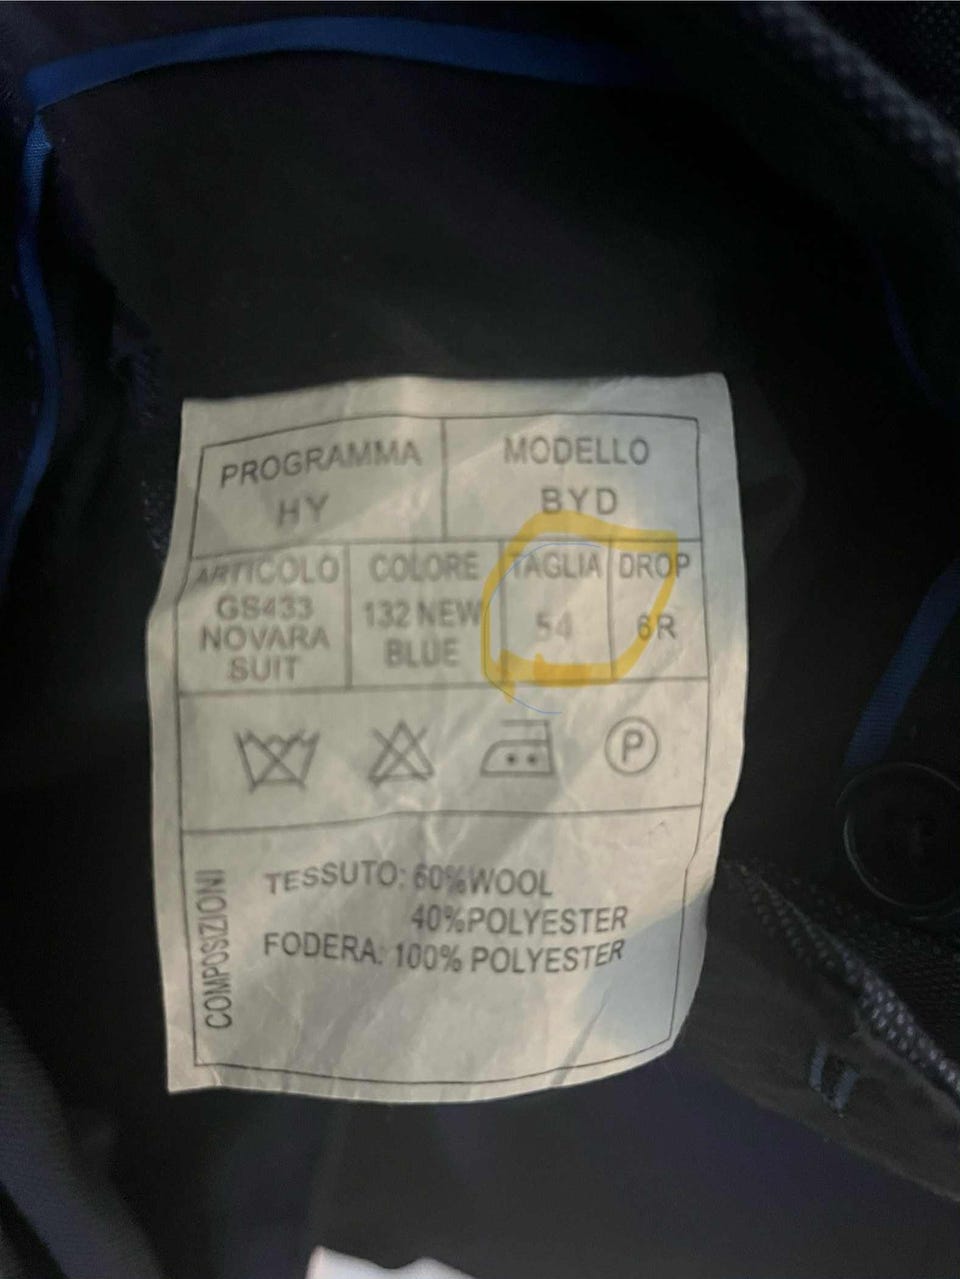 PROGRAMMA
HY
MODELLO
BYD
ARTICOLO
GS433
NOVARA
SUIT
COLORE
132 NEW
BLUE
TAGLIA
54
DROP
6R
P
COMPOSIZIONI
TESSUTO: 60%WOOL
40%POLYESTER
FODERA: 100% POLYESTER